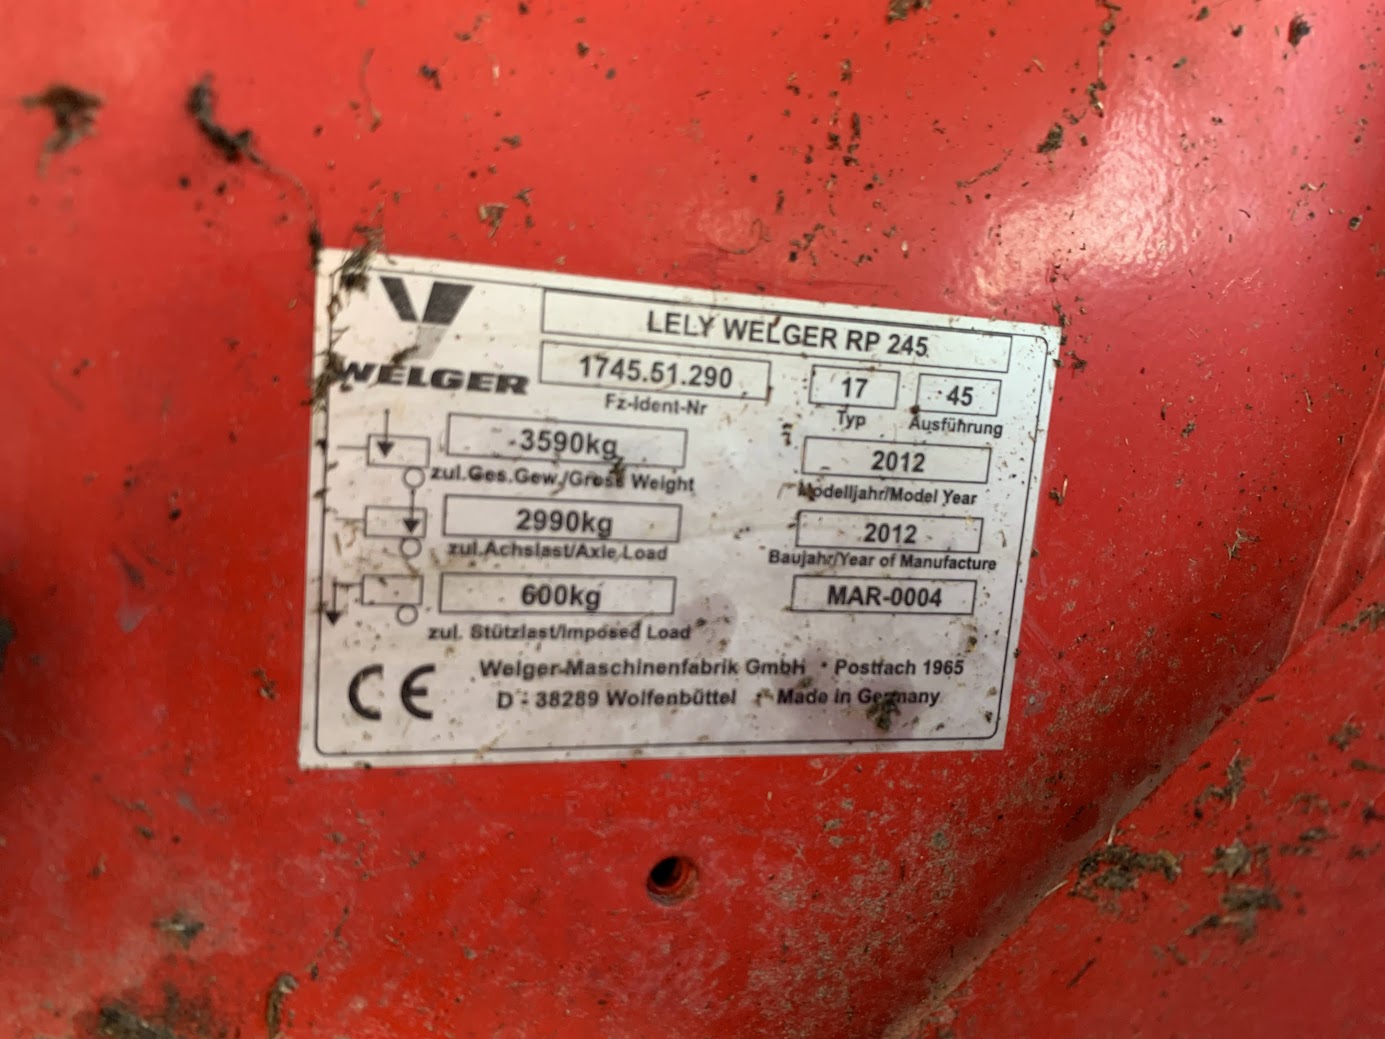 LELY WELGER RP 245
WELGER
1745.51.290
Fz-Ident-Nr
17
Typ
45
Ausführung
3590kg
zul.Ges.Gew./Gross Weight
2012
Modelljahr/Model Year
2990kg
zul.Achslast/Axle Load
2012
Baujahr/Year of Manufacture
600kg
zul. Stützlast/Imposed Load
MAR-0004
CE
Welger-Maschinenfabrik GmbH · Postfach 1965
D - 38289 Wolfenbüttel · Made in Germany